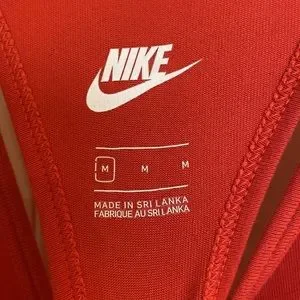 NIKE
M M M
MADE IN SRI LANKA
FABRIQUE AU SRI LANKA